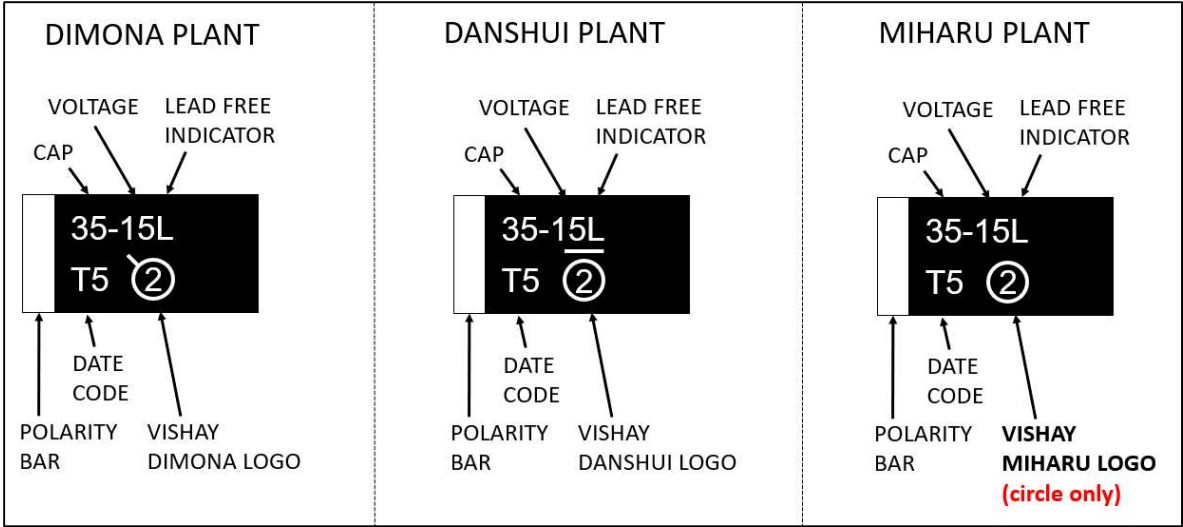 DIMONA PLANT
VOLTAGE LEAD FREE
INDICATOR
CAP
35-15L
T5 2
DATE
CODE
POLARITY VISHAY
BAR DIMONA LOGO
DANSHUI PLANT
VOLTAGE LEAD FREE
INDICATOR
CAP
35-15L
T5 2
DATE
CODE
POLARITY VISHAY
BAR DANSHUI LOGO
MIHARU PLANT
VOLTAGE LEAD FREE
INDICATOR
CAP
35-15L
T5 2
DATE
CODE
POLARITY VISHAY
BAR MIHARU LOGO
(circle only)